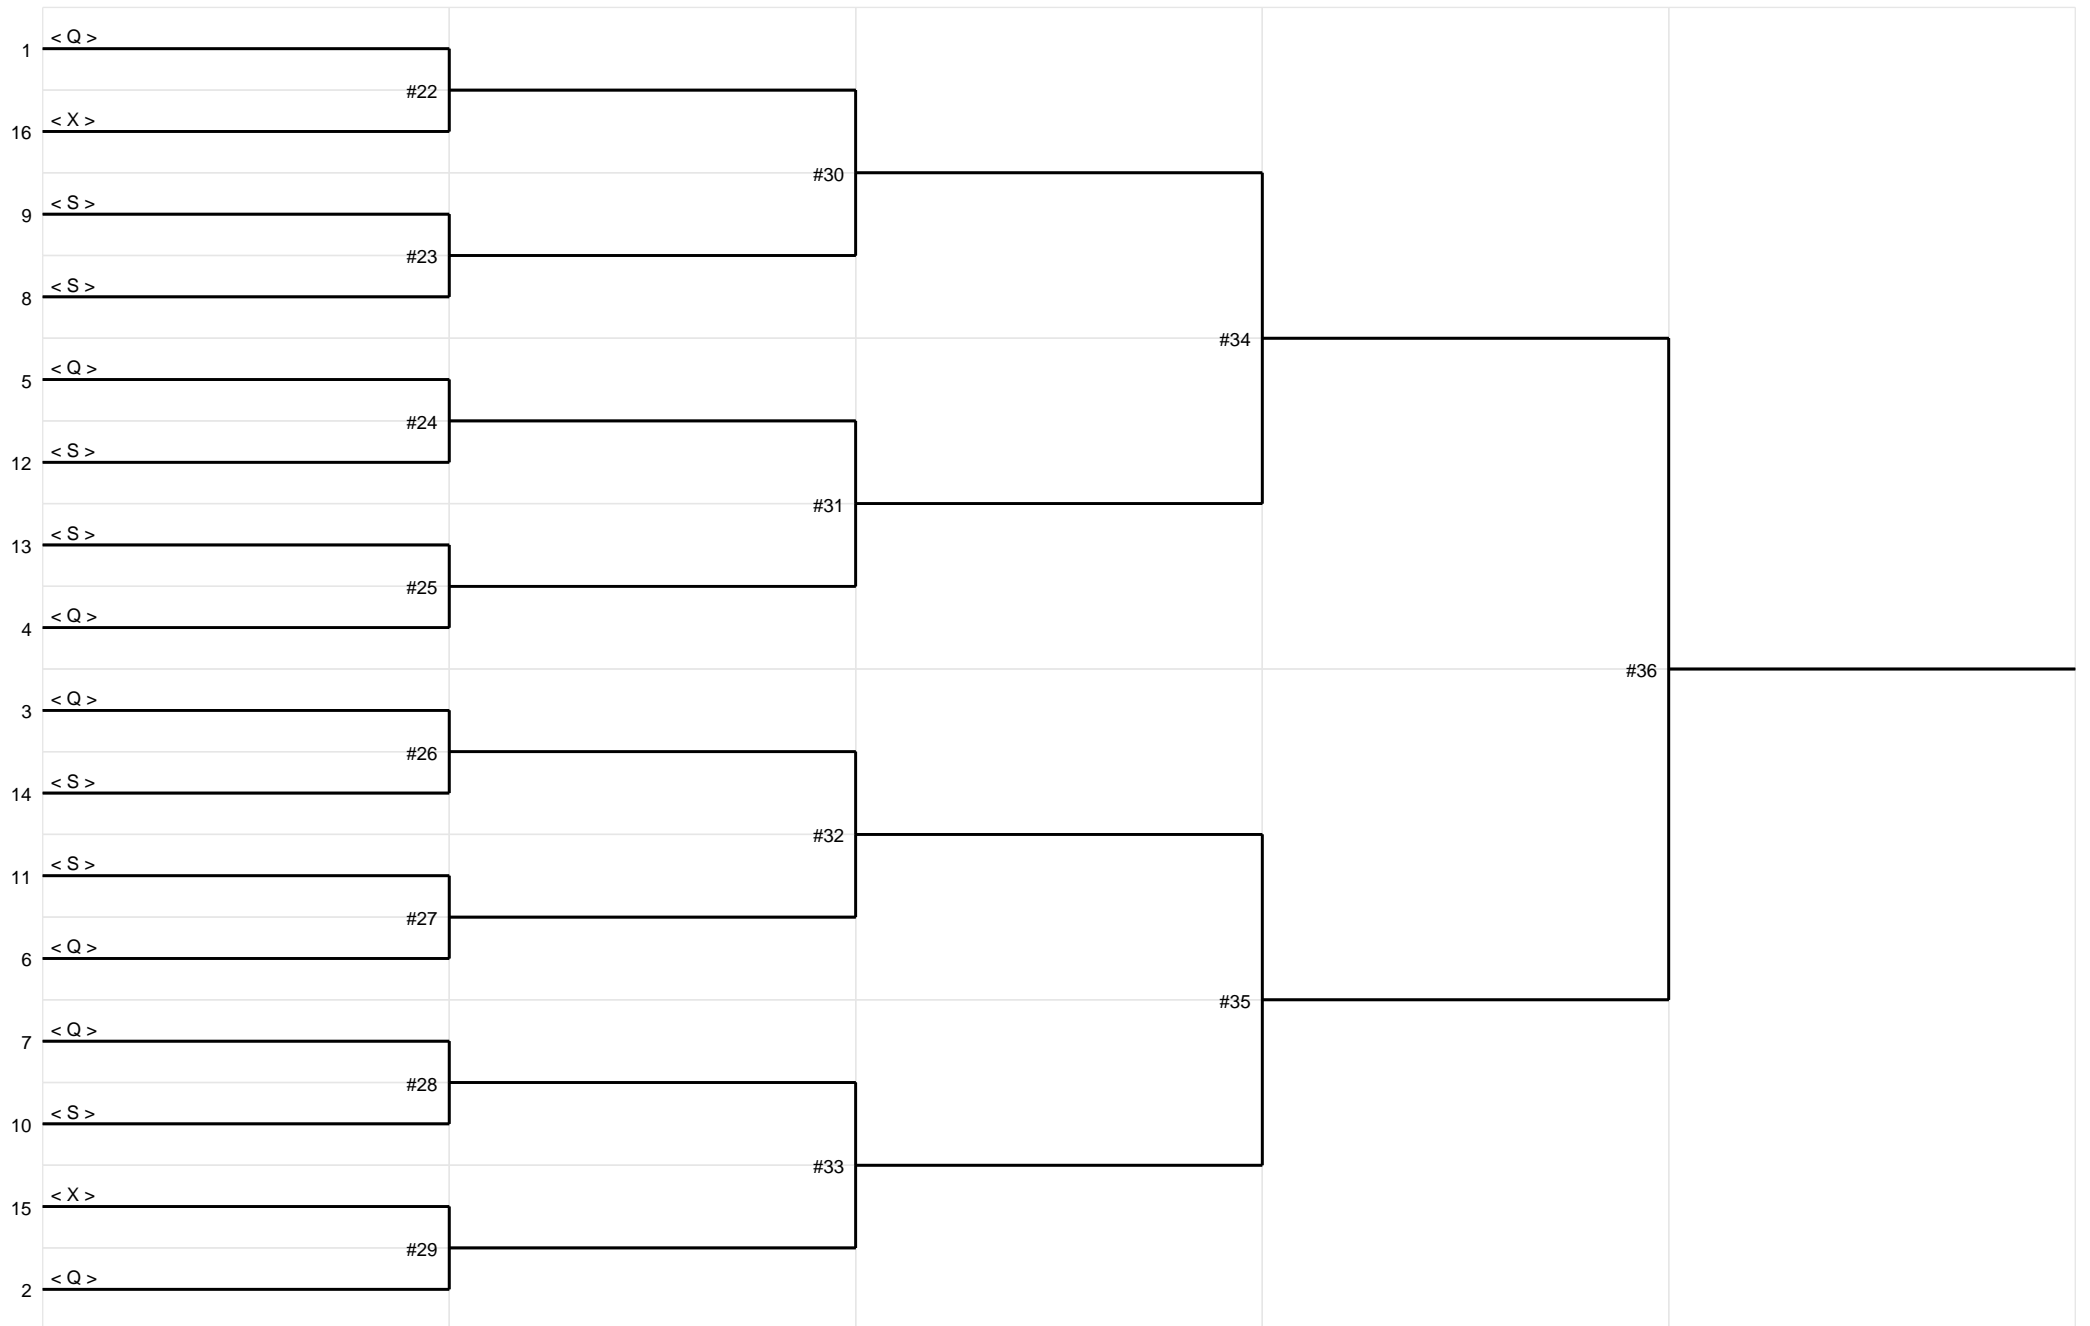 < Q >
1
#22
< X >
16
#30
< S >
9
#23
< S >
8
#34
< Q >
5
#24
< S >
12
#31
< S >
13
#25
< Q >
4
#36
< Q >
3
#26
< S >
14
#32
< S >
11
#27
< Q >
6
#35
< Q >
7
#28
< S >
10
#33
< X >
15
#29
< Q >
2